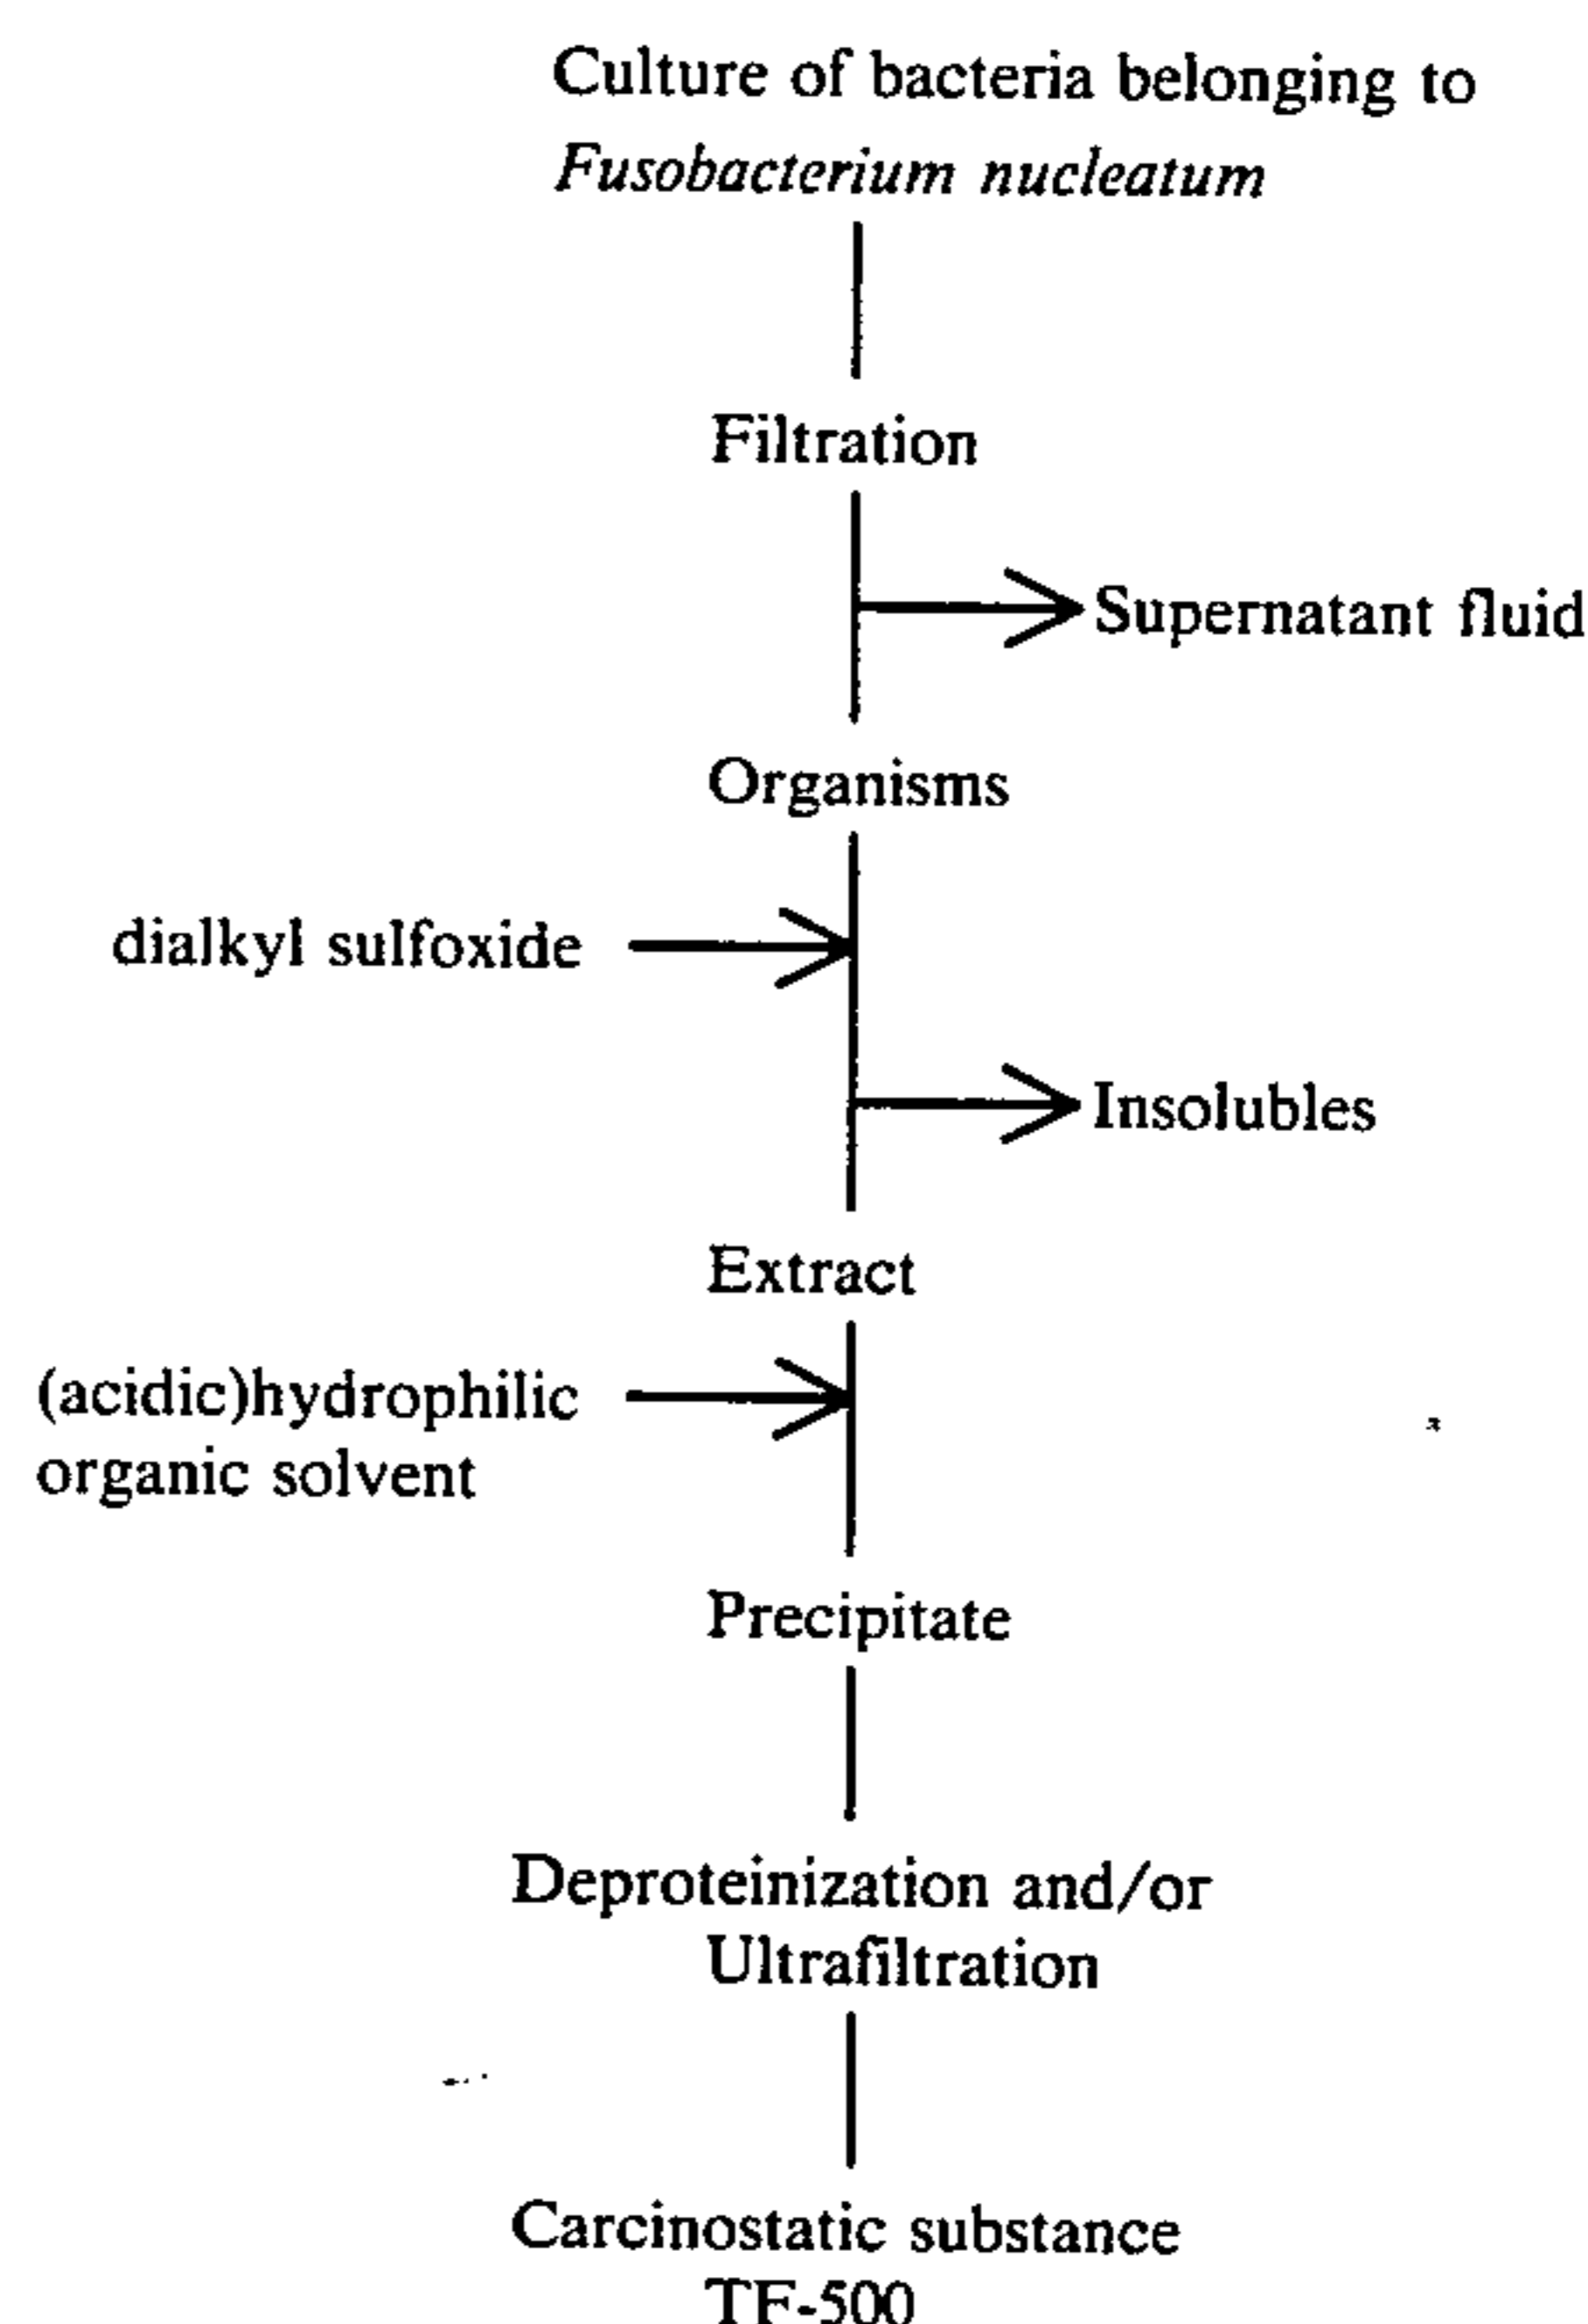 Culture of bacteria belonging to
Fusobacterium nucleatum
Filtration
Supernatant fluid
Organisms
dialkyl sulfoxide
Insolubles
Extract
(acidic)hydrophilic
organic solvent
Precipitate
Deproteinization and/or
Ultrafiltration
Carcinostatic substance
TF-500